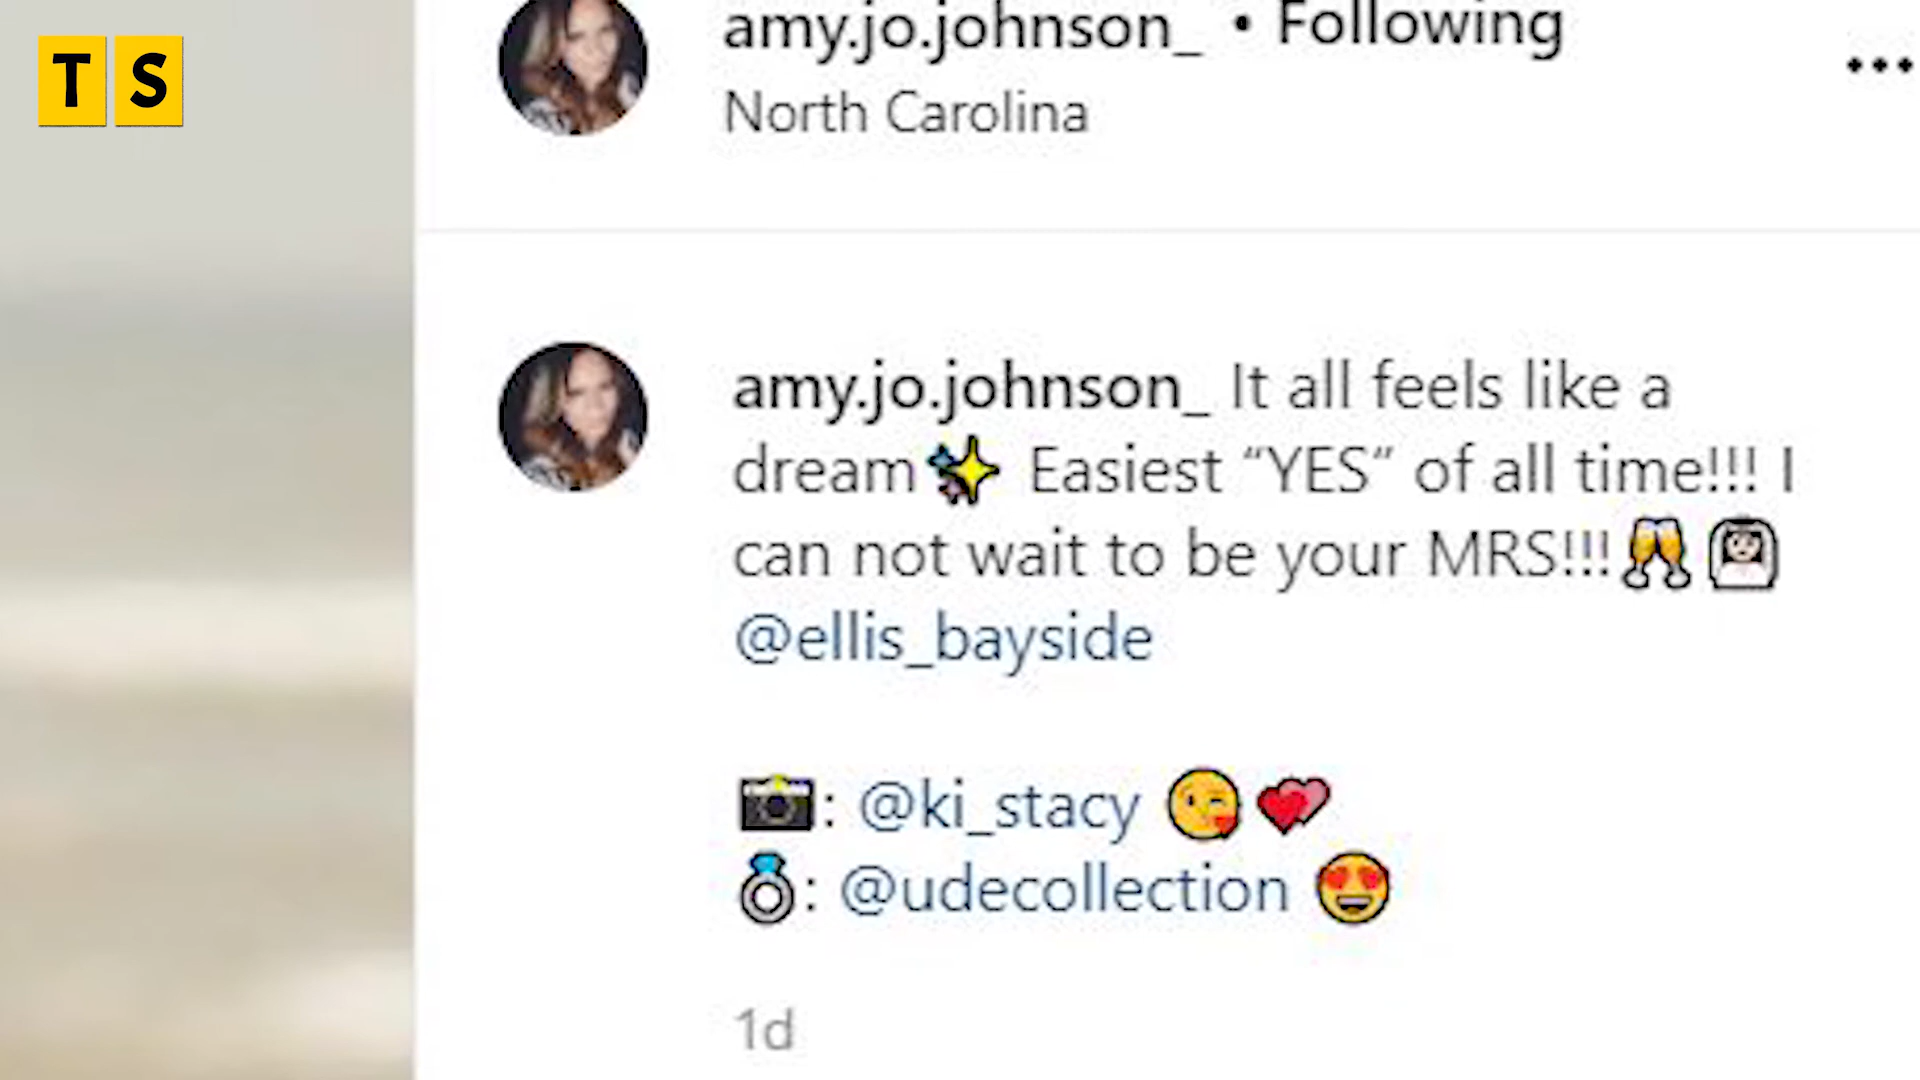 TS
amy.jo.johnson_ • Following
North Carolina
amy.jo.johnson_ It all feels like a
dream✨ Easiest “YES” of all time!!! I
can not wait to be your MRS!!!🥂👰🏻
@ellis_bayside
📸: @ki_stacy 😘💕
💍: @udecollection 😍
1d